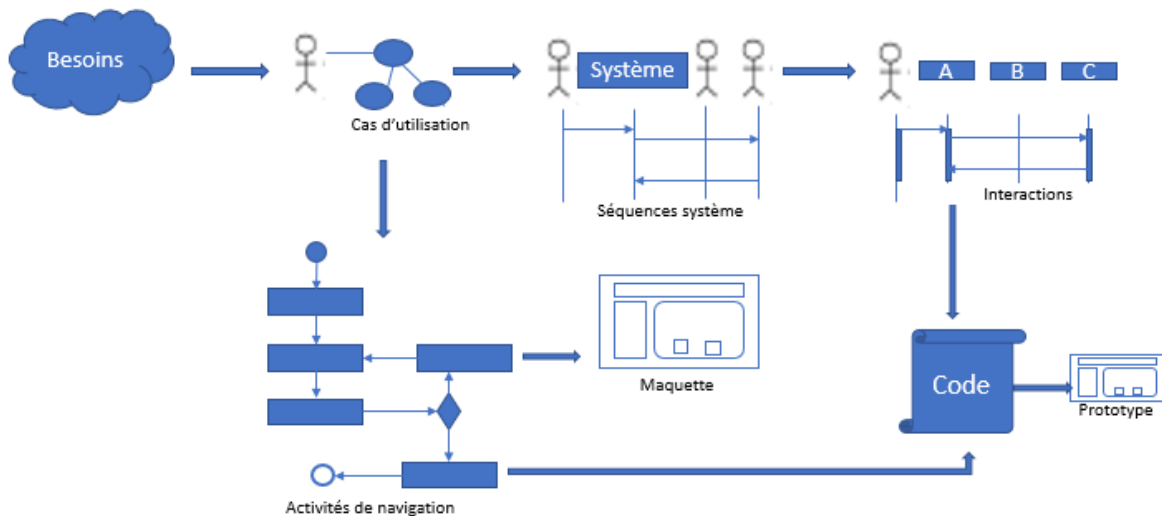 Besoins
Cas d'utilisation
Système
Séquences système
A
B
C
Interactions
Maquette
Code
Prototype
Activités de navigation